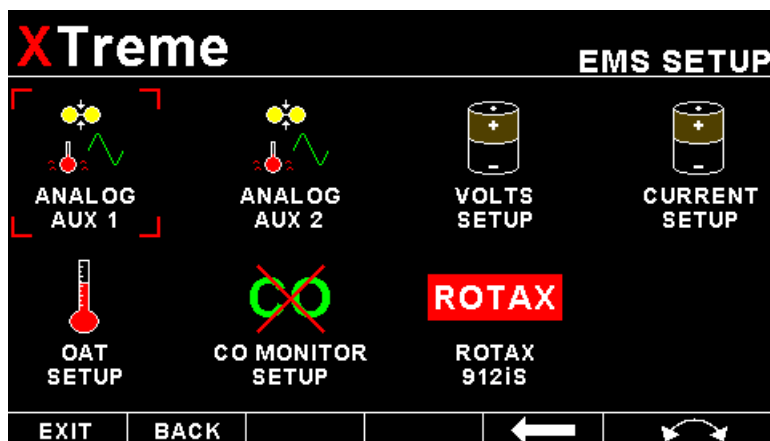 XTreme
EMS SETUP
ANALOG
AUX 1
ANALOG
AUX 2
VOLTS
SETUP
CURRENT
SETUP
CO
ROTAX
OAT
SETUP
CO MONITOR
SETUP
ROTAX
912iS
EXIT
BACK